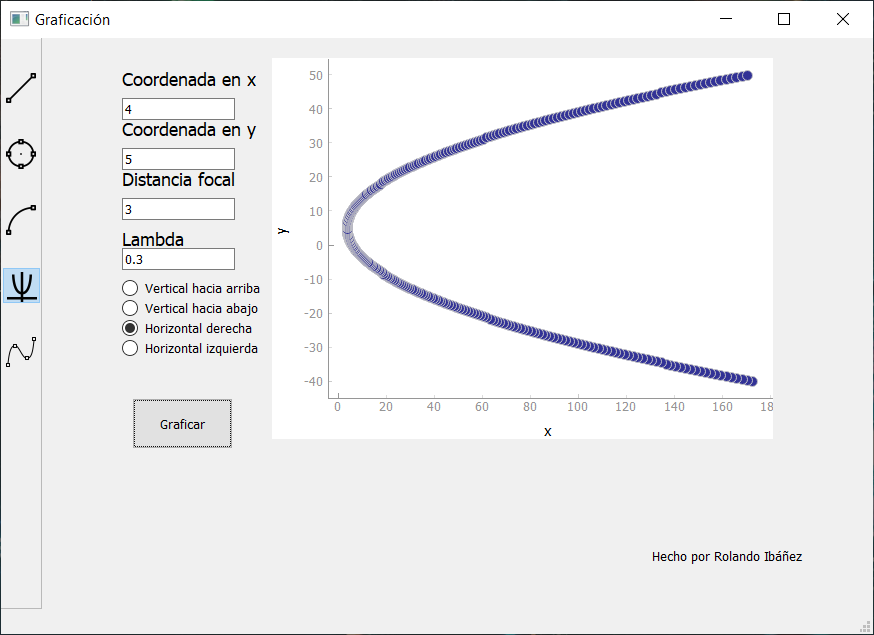 Graficación
Coordenada en x
4
Coordenada en y
5
Distancia focal
3
Lambda
0.3
Vertical hacia arriba
Vertical hacia abajo
Horizontal derecha
Horizontal izquierda
Graficar
50
40
30
20
10
0
-10
-20
-30
-40
y
0 20 40 60 80 100 120 140 160 18
x
Hecho por Rolando Ibáñez